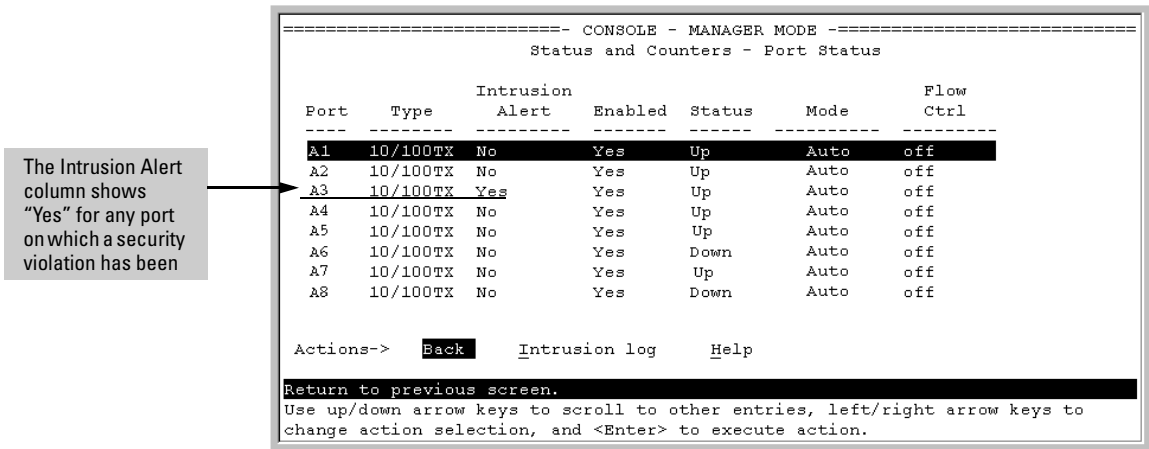 ===========================- CONSOLE - MANAGER MODE -=============================
Status and Counters - Port Status
Intrusion Flow
Port Type Alert Enabled Status Mode Ctrl
---- -------- --------- ------- ------ ---------- ---------
A1 10/100TX No Yes Up Auto off
A2 10/100TX No Yes Up Auto off
A3 10/100TX Yes Yes Up Auto off
A4 10/100TX No Yes Up Auto off
A5 10/100TX No Yes Up Auto off
A6 10/100TX No Yes Down Auto off
A7 10/100TX No Yes Up Auto off
A8 10/100TX No Yes Down Auto off
Actions-> Back Intrusion log Help
Return to previous screen.
Use up/down arrow keys to scroll to other entries, left/right arrow keys to
change action selection, and <Enter> to execute action.
The Intrusion Alert
column shows
“Yes” for any port
on which a security
violation has been